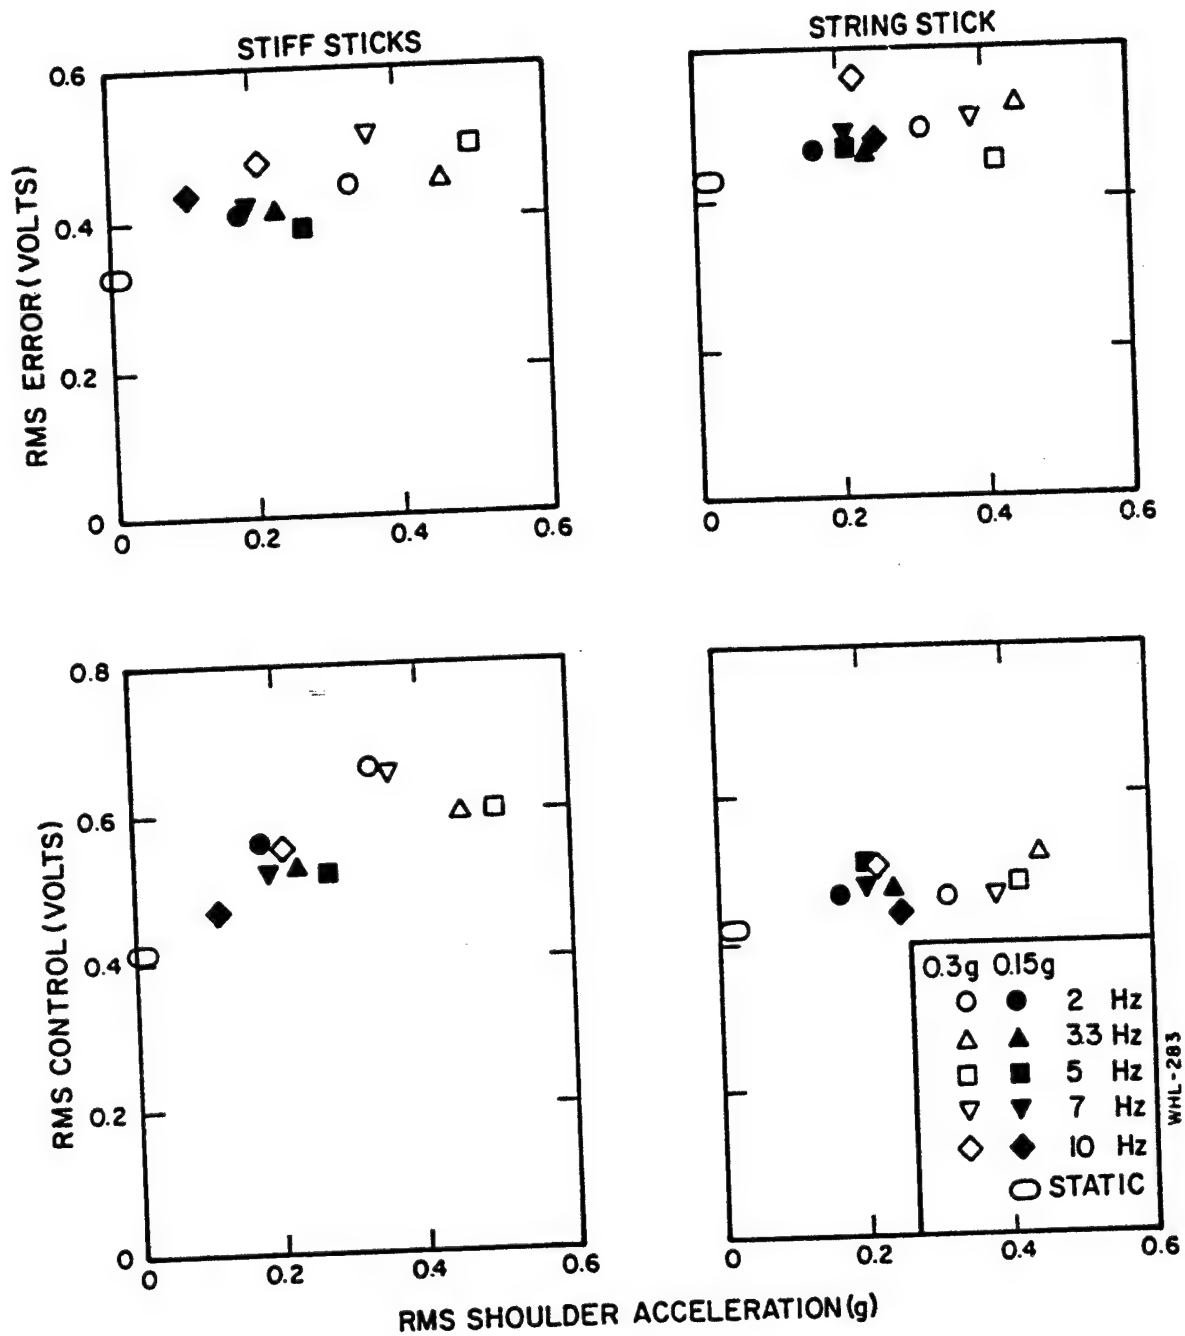 STIFF STICKS
STRING STICK
0.6
0.4
0.2
0
RMS ERROR (VOLTS)
0 0.2 0.4 0.6
0 0.2 0.4 0.6
0.8
0.6
0.4
0.2
0
RMS CONTROL (VOLTS)
0 0.2 0.4 0.6
0 0.2 0.4 0.6
0.3g 0.15g
2 Hz
3.3 Hz
5 Hz
7 Hz
10 Hz
STATIC
WHL-283
RMS SHOULDER ACCELERATION (g)